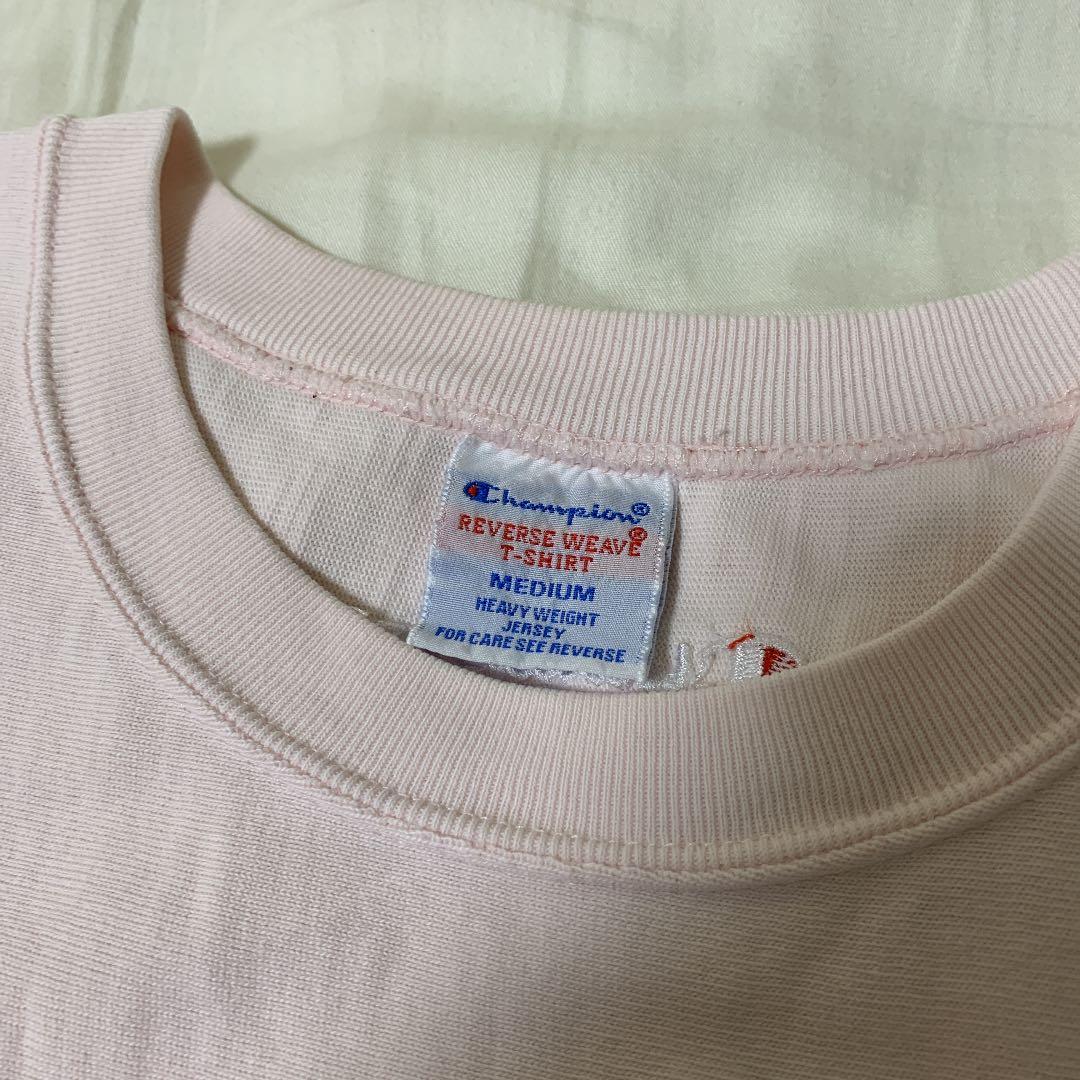 Champion®
REVERSE WEAVE®
T-SHIRT
MEDIUM
HEAVY WEIGHT
JERSEY
FOR CARE SEE REVERSE